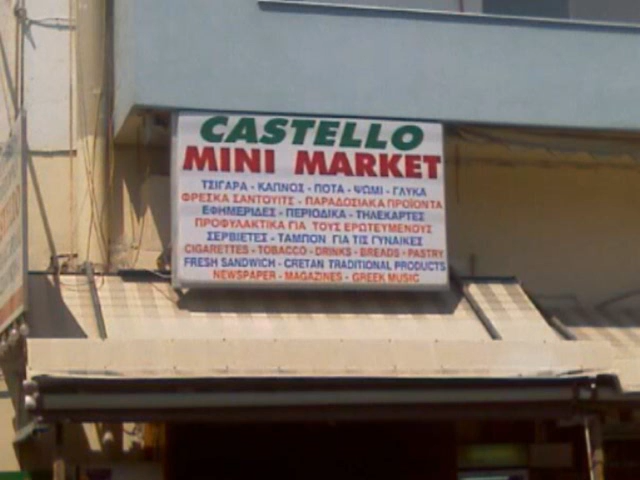 CASTELLO
MINI MARKET
ΤΣΙΓΑΡΑ - ΚΑΠΝΟΣ - ΠΟΤΑ - ΨΩΜΙ - ΓΛΥΚΑ
ΦΡΕΣΚΑ ΣΑΝΤΟΥΙΤΣ - ΠΑΡΑΔΟΣΙΑΚΑ ΠΡΟΪΟΝΤΑ
ΕΦΗΜΕΡΙΔΕΣ - ΠΕΡΙΟΔΙΚΑ - ΤΗΛΕΚΑΡΤΕΣ
ΠΡΟΦΥΛΑΚΤΙΚΑ ΓΙΑ ΤΟΥΣ ΕΡΩΤΕΥΜΕΝΟΥΣ
ΣΕΡΒΙΕΤΕΣ - ΤΑΜΠΟΝ ΓΙΑ ΤΙΣ ΓΥΝΑΙΚΕΣ
CIGARETTES - TOBACCO - DRINKS - BREADS - PASTRY
FRESH SANDWICH - CRETAN TRADITIONAL PRODUCTS
NEWSPAPER - MAGAZINES - GREEK MUSIC